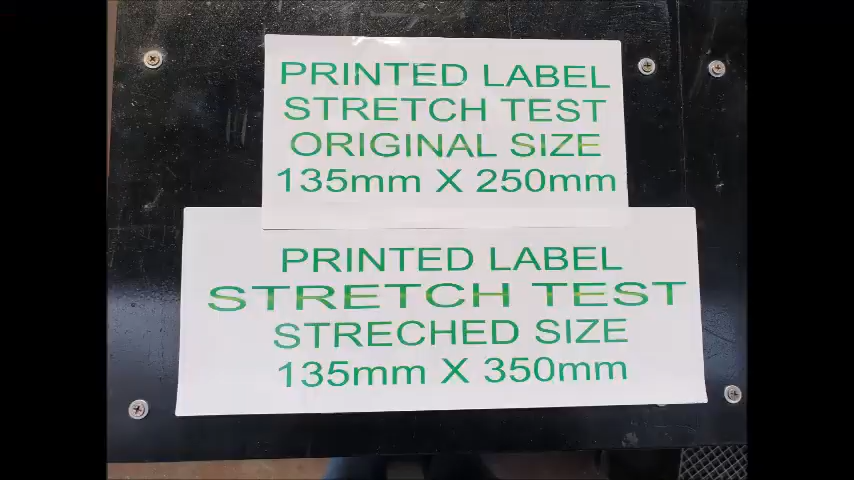 PRINTED LABEL
STRETCH TEST
ORIGINAL SIZE
135mm X 250mm
PRINTED LABEL
STRETCH TEST
STRECHED SIZE
135mm X 350mm